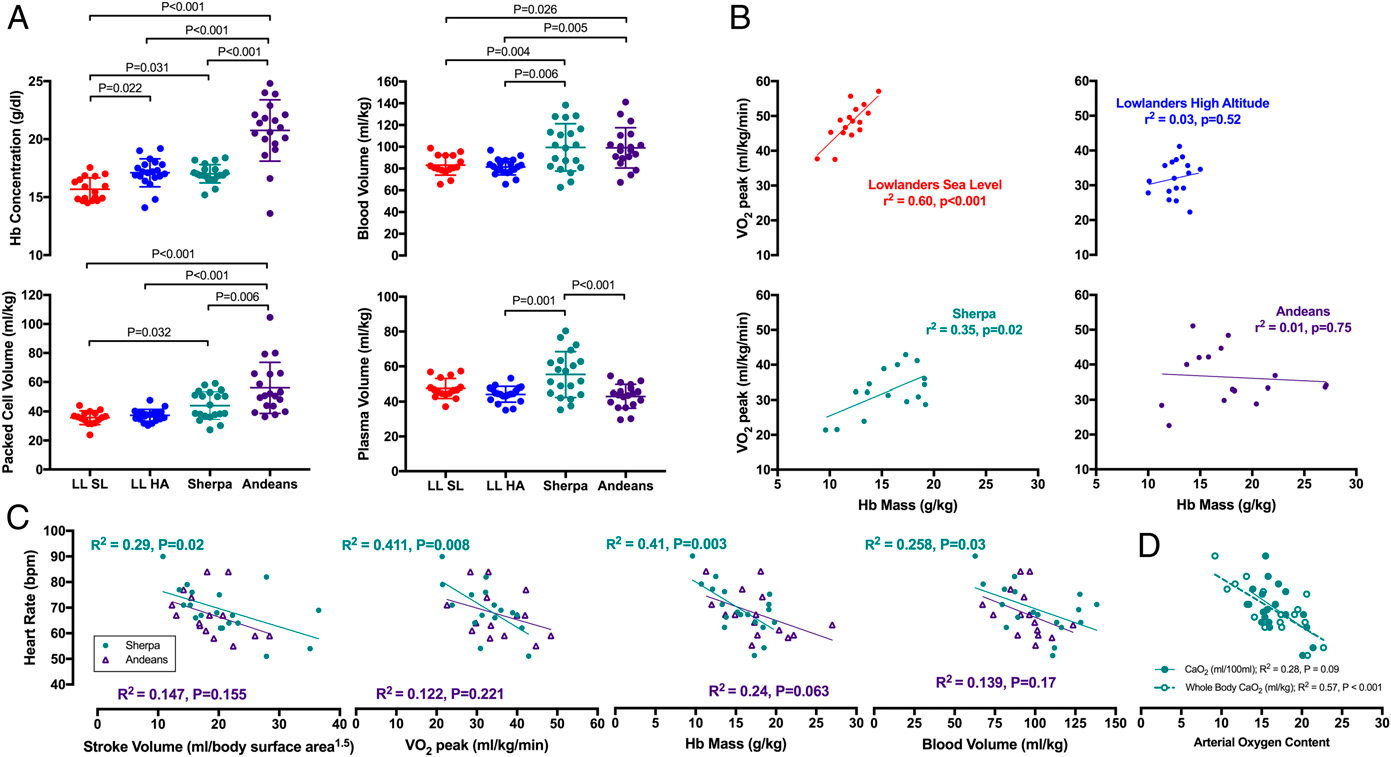 A
P<0.001
P<0.001
P<0.001
P=0.031
P=0.022
Hb Concentration (g/dl)
25
20
15
10
P=0.026
P=0.005
P=0.004
P=0.006
Blood Volume (ml/kg)
160
140
120
100
80
60
40
20
0
P<0.001
P<0.001
P=0.006
P=0.032
Packed Cell Volume (ml/kg)
120
100
80
60
40
20
0
LL SL LL HA Sherpa Andeans
P<0.001
P=0.001
Plasma Volume (ml/kg)
100
80
60
40
20
0
LL SL LL HA Sherpa Andeans
B
VO2 peak (ml/kg/min)
60
50
40
30
20
10
Lowlanders Sea Level
r2 = 0.60, p<0.001
60
50
40
30
20
10
Lowlanders High Altitude
r2 = 0.03, p=0.52
VO2 peak (ml/kg/min)
60
50
40
30
20
10
Sherpa
r2 = 0.35, p=0.02
5 10 15 20 25 30
Hb Mass (g/kg)
60
50
40
30
20
10
Andeans
r2 = 0.01, p=0.75
5 10 15 20 25 30
Hb Mass (g/kg)
C
Heart Rate (bpm)
100
90
80
70
60
50
40
R2 = 0.29, P=0.02
Sherpa
Andeans
R2 = 0.147, P=0.155
0 10 20 30 40
Stroke Volume (ml/body surface area1.5)
R2 = 0.411, P=0.008
R2 = 0.122, P=0.221
0 10 20 30 40 50 60
VO2 peak (ml/kg/min)
R2 = 0.41, P=0.003
R2 = 0.24, P=0.063
0 5 10 15 20 25 30
Hb Mass (g/kg)
R2 = 0.258, P=0.03
R2 = 0.139, P=0.17
0 25 50 75 100 125 150
Blood Volume (ml/kg)
D
CaO2 (ml/100ml); R2 = 0.28, P = 0.09
Whole Body CaO2 (ml/kg); R2 = 0.57, P < 0.001
0 5 10 15 20 25 30
Arterial Oxygen Content